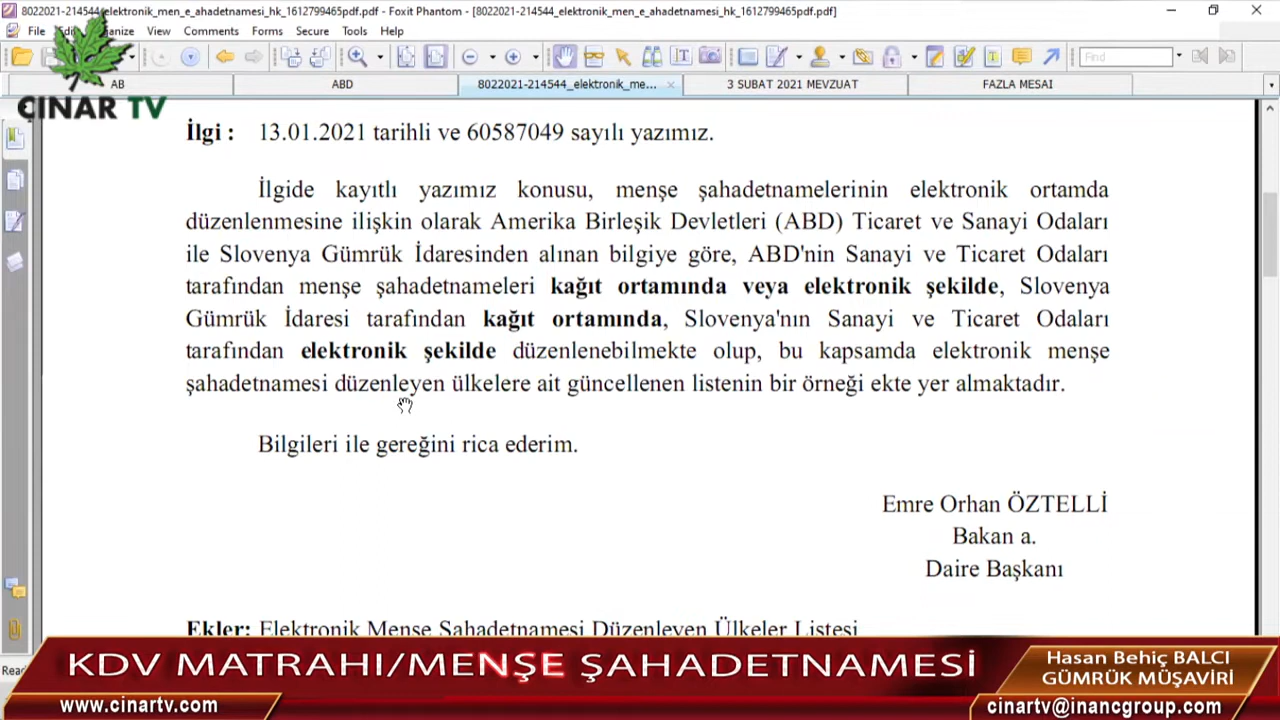 8022021-214544_elektronik_men_e_ahadetnamesi_hk_1612799465pdf.pdf - Foxit Phantom - [8022021-214544_elektronik_men_e_ahadetnamesi_hk_1612799465pdf.pdf]
File View Comments Forms Secure Tools Help
Find
AB ABD 8022021-214544_elektronik_me... 3 SUBAT 2021 MEVZUAT FAZLA MESAI
ÇINAR TV
İlgi : 13.01.2021 tarihli ve 60587049 sayılı yazımız.
İlgide kayıtlı yazımız konusu, menşe şahadetnamelerinin elektronik ortamda
düzenlenmesine ilişkin olarak Amerika Birleşik Devletleri (ABD) Ticaret ve Sanayi Odaları
ile Slovenya Gümrük İdaresinden alınan bilgiye göre, ABD'nin Sanayi ve Ticaret Odaları
tarafından menşe şahadetnameleri kağıt ortamında veya elektronik şekilde, Slovenya
Gümrük İdaresi tarafından kağıt ortamında, Slovenya'nın Sanayi ve Ticaret Odaları
tarafından elektronik şekilde düzenlenebilmekte olup, bu kapsamda elektronik menşe
şahadetnamesi düzenleyen ülkelere ait güncellenen listenin bir örneği ekte yer almaktadır.
Bilgileri ile gereğini rica ederim.
Emre Orhan ÖZTELLİ
Bakan a.
Daire Başkanı
Ekler: Elektronik Menşe Şahadetnamesi Düzenleyen Ülkeler Listesi
KDV MATRAHI/MENŞE ŞAHADETNAMESİ
Hasan Behiç BALCI
GÜMRÜK MÜŞAVİRİ
www.cinartv.com
cinartv@inancgroup.com